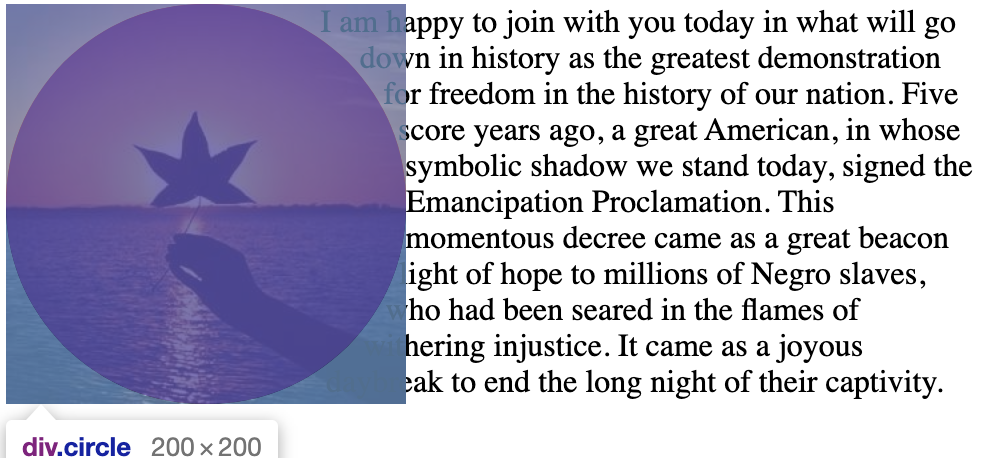 I am happy to join with you today in what will go
down in history as the greatest demonstration
for freedom in the history of our nation. Five
score years ago, a great American, in whose
symbolic shadow we stand today, signed the
Emancipation Proclamation. This
momentous decree came as a great beacon
light of hope to millions of Negro slaves,
who had been seared in the flames of
withering injustice. It came as a joyous
daybreak to end the long night of their captivity.
div.circle 200 × 200